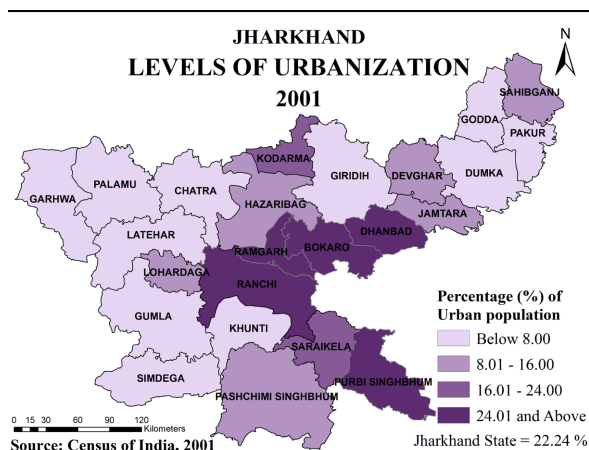 JHARKHAND
LEVELS OF URBANIZATION
2001
N
SAHIBGANJ
GODDA
PAKUR
KODARMA
DUMKA
GIRIDIH
DEVGHAR
PALAMU
CHATRA
GARHWA
HAZARIBAG
JAMTARA
DHANBAD
LATEHAR
BOKARO
RAMGARH
LOHARDAGA
RANCHI
GUMLA
KHUNTI
SARAIKELA
SIMDEGA
PURBI SINGHBHUM
PASHCHIMI SINGHBHUM
Percentage (%) of
Urban population
Below 8.00
8.01 - 16.00
16.01 - 24.00
24.01 and Above
Jharkhand State = 22.24 %
0 15 30 60 90 120
Kilometers
Source: Census of India, 2001